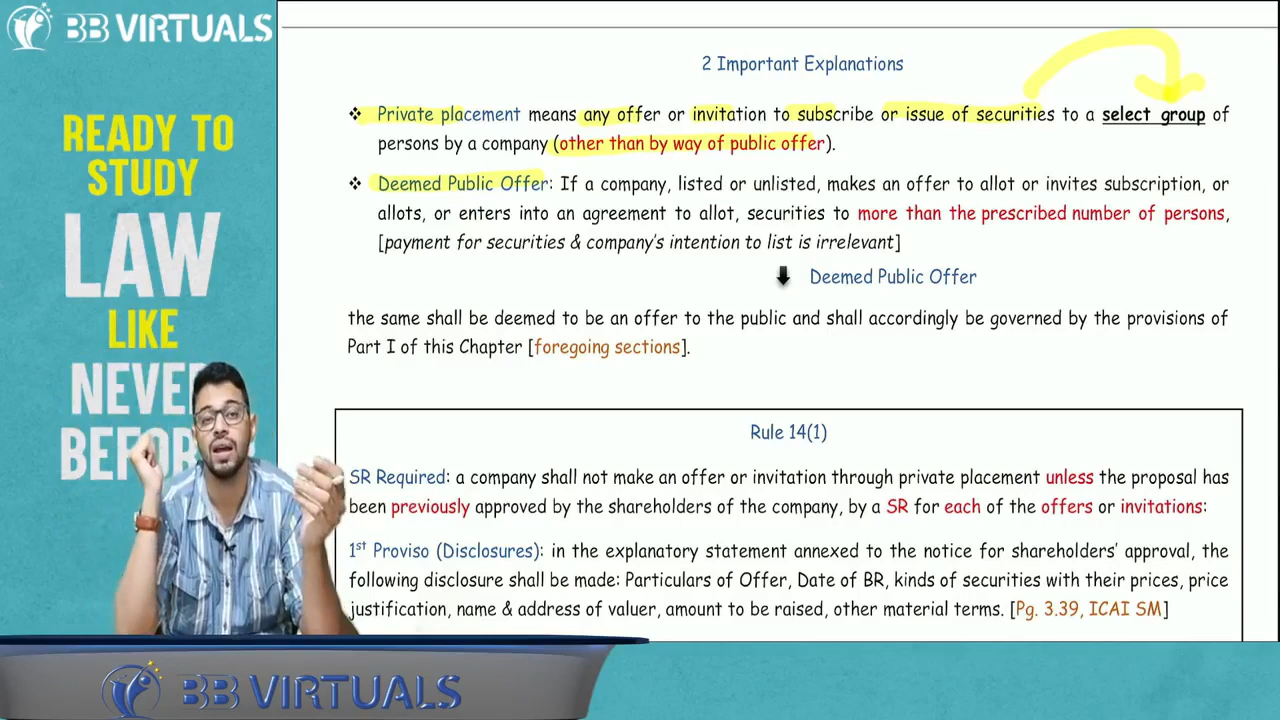 BB VIRTUALS
READY TO
STUDY
LAW
LIKE
NEVER
BEFOR
2 Important Explanations
❖ Private placement means any offer or invitation to subscribe or issue of securities to a select group of
persons by a company (other than by way of public offer).
❖ Deemed Public Offer: If a company, listed or unlisted, makes an offer to allot or invites subscription, or
allots, or enters into an agreement to allot, securities to more than the prescribed number of persons,
[payment for securities & company's intention to list is irrelevant]
Deemed Public Offer
the same shall be deemed to be an offer to the public and shall accordingly be governed by the provisions of
Part I of this Chapter [foregoing sections].
Rule 14(1)
SR Required: a company shall not make an offer or invitation through private placement unless the proposal has
been previously approved by the shareholders of the company, by a SR for each of the offers or invitations:
1st Proviso (Disclosures): in the explanatory statement annexed to the notice for shareholders' approval, the
following disclosure shall be made: Particulars of Offer, Date of BR, kinds of securities with their prices, price
justification, name & address of valuer, amount to be raised, other material terms. [Pg. 3.39, ICAI SM]
BB VIRTUALS